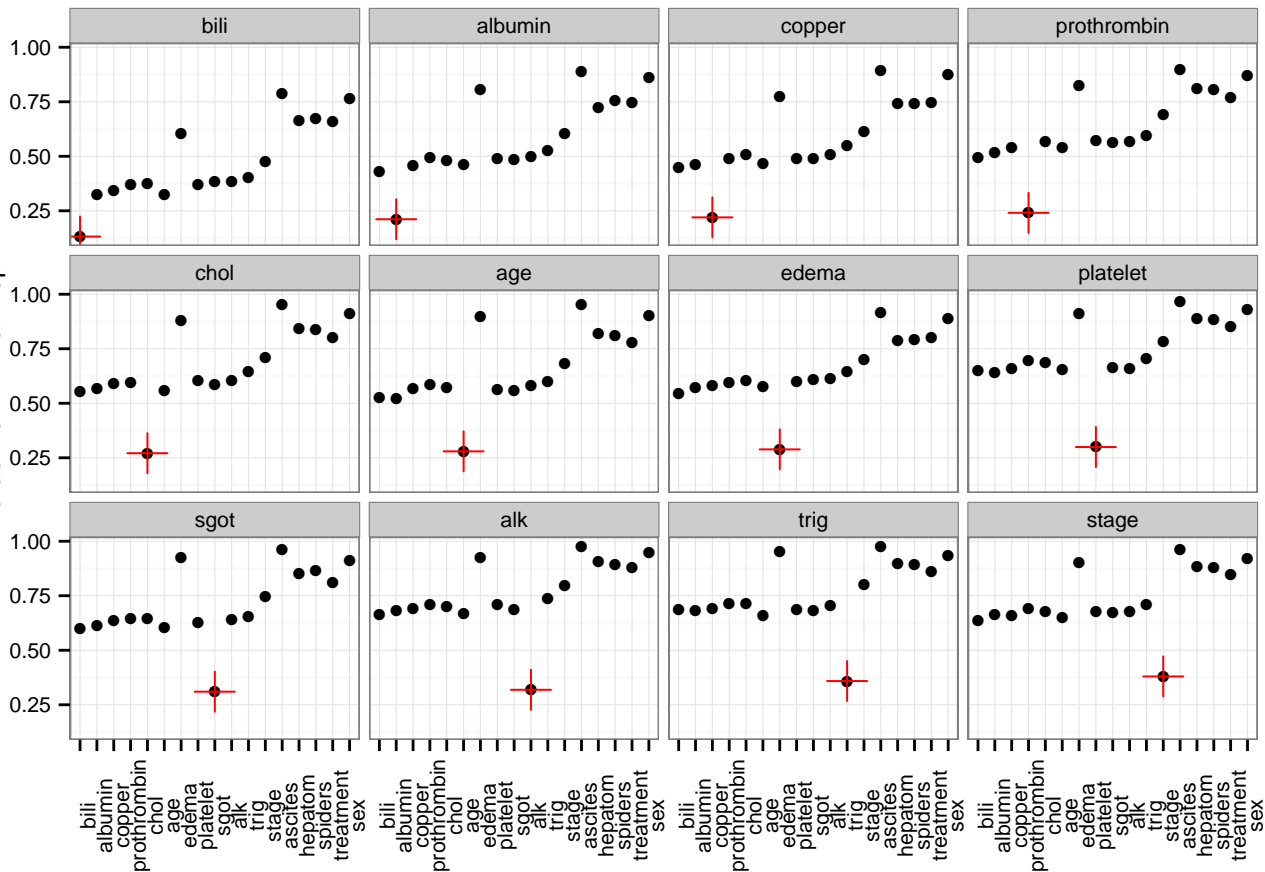 bili albumin copper prothrombin
1.00
0.75
0.50
0.25
chol age edema platelet
1.00
0.75
0.50
0.25
sgot alk trig stage
1.00
0.75
0.50
0.25
bili albumin copper prothrombin chol age edema platelet sgot alk trig stage ascites hepatom spiders treatment sex
bili albumin copper prothrombin chol age edema platelet sgot alk trig stage ascites hepatom spiders treatment sex
bili albumin copper prothrombin chol age edema platelet sgot alk trig stage ascites hepatom spiders treatment sex
bili albumin copper prothrombin chol age edema platelet sgot alk trig stage ascites hepatom spiders treatment sex